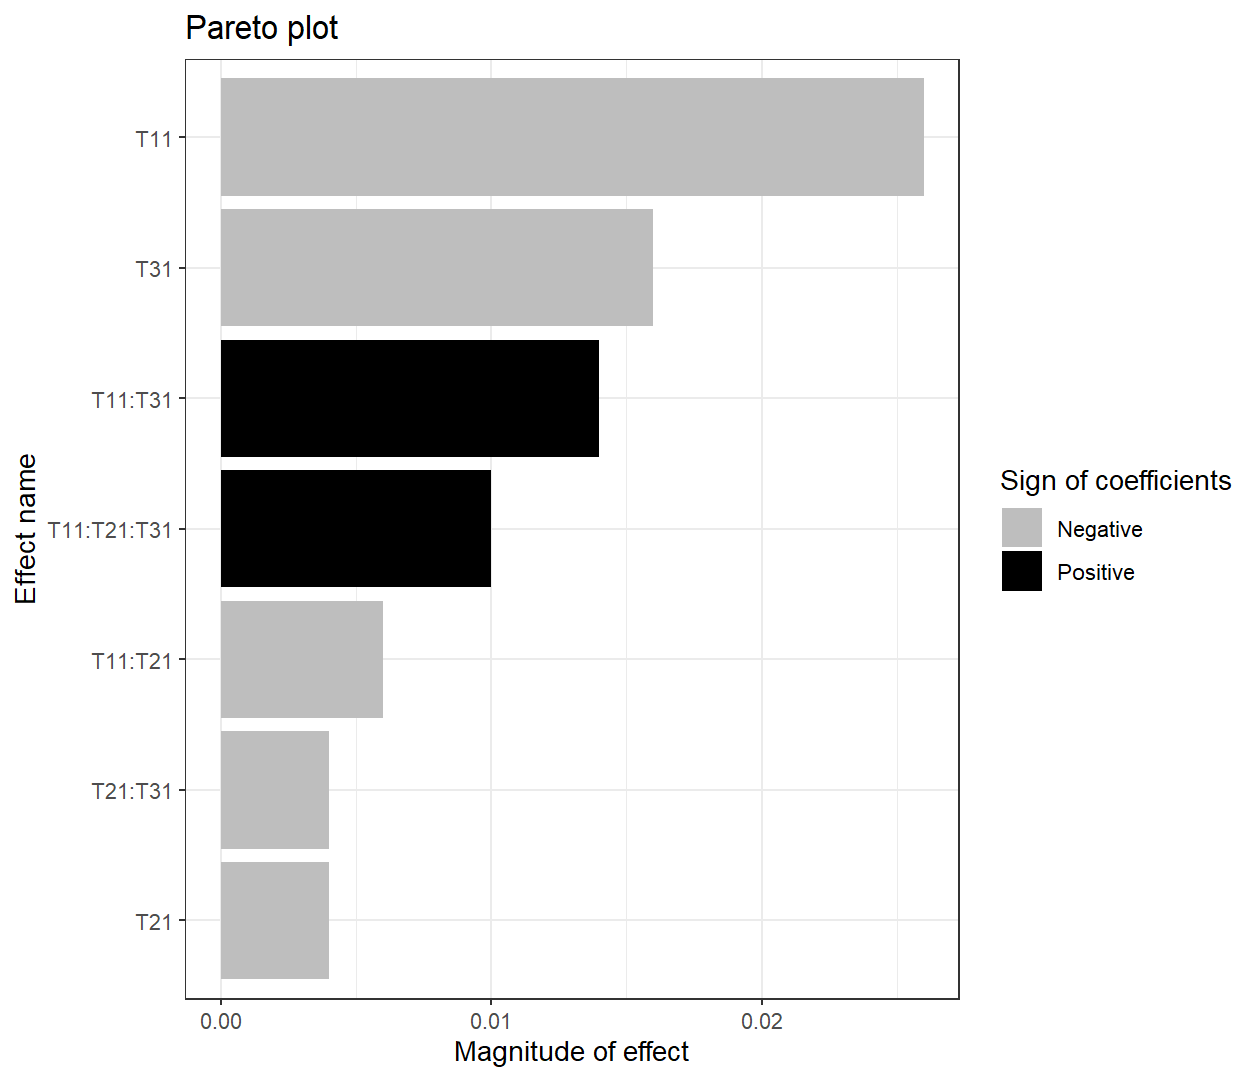 Pareto plot
T11
T31
T11:T31
T11:T21:T31
T11:T21
T21:T31
T21
Effect name
0.00 0.01 0.02
Magnitude of effect
Sign of coefficients
Negative
Positive